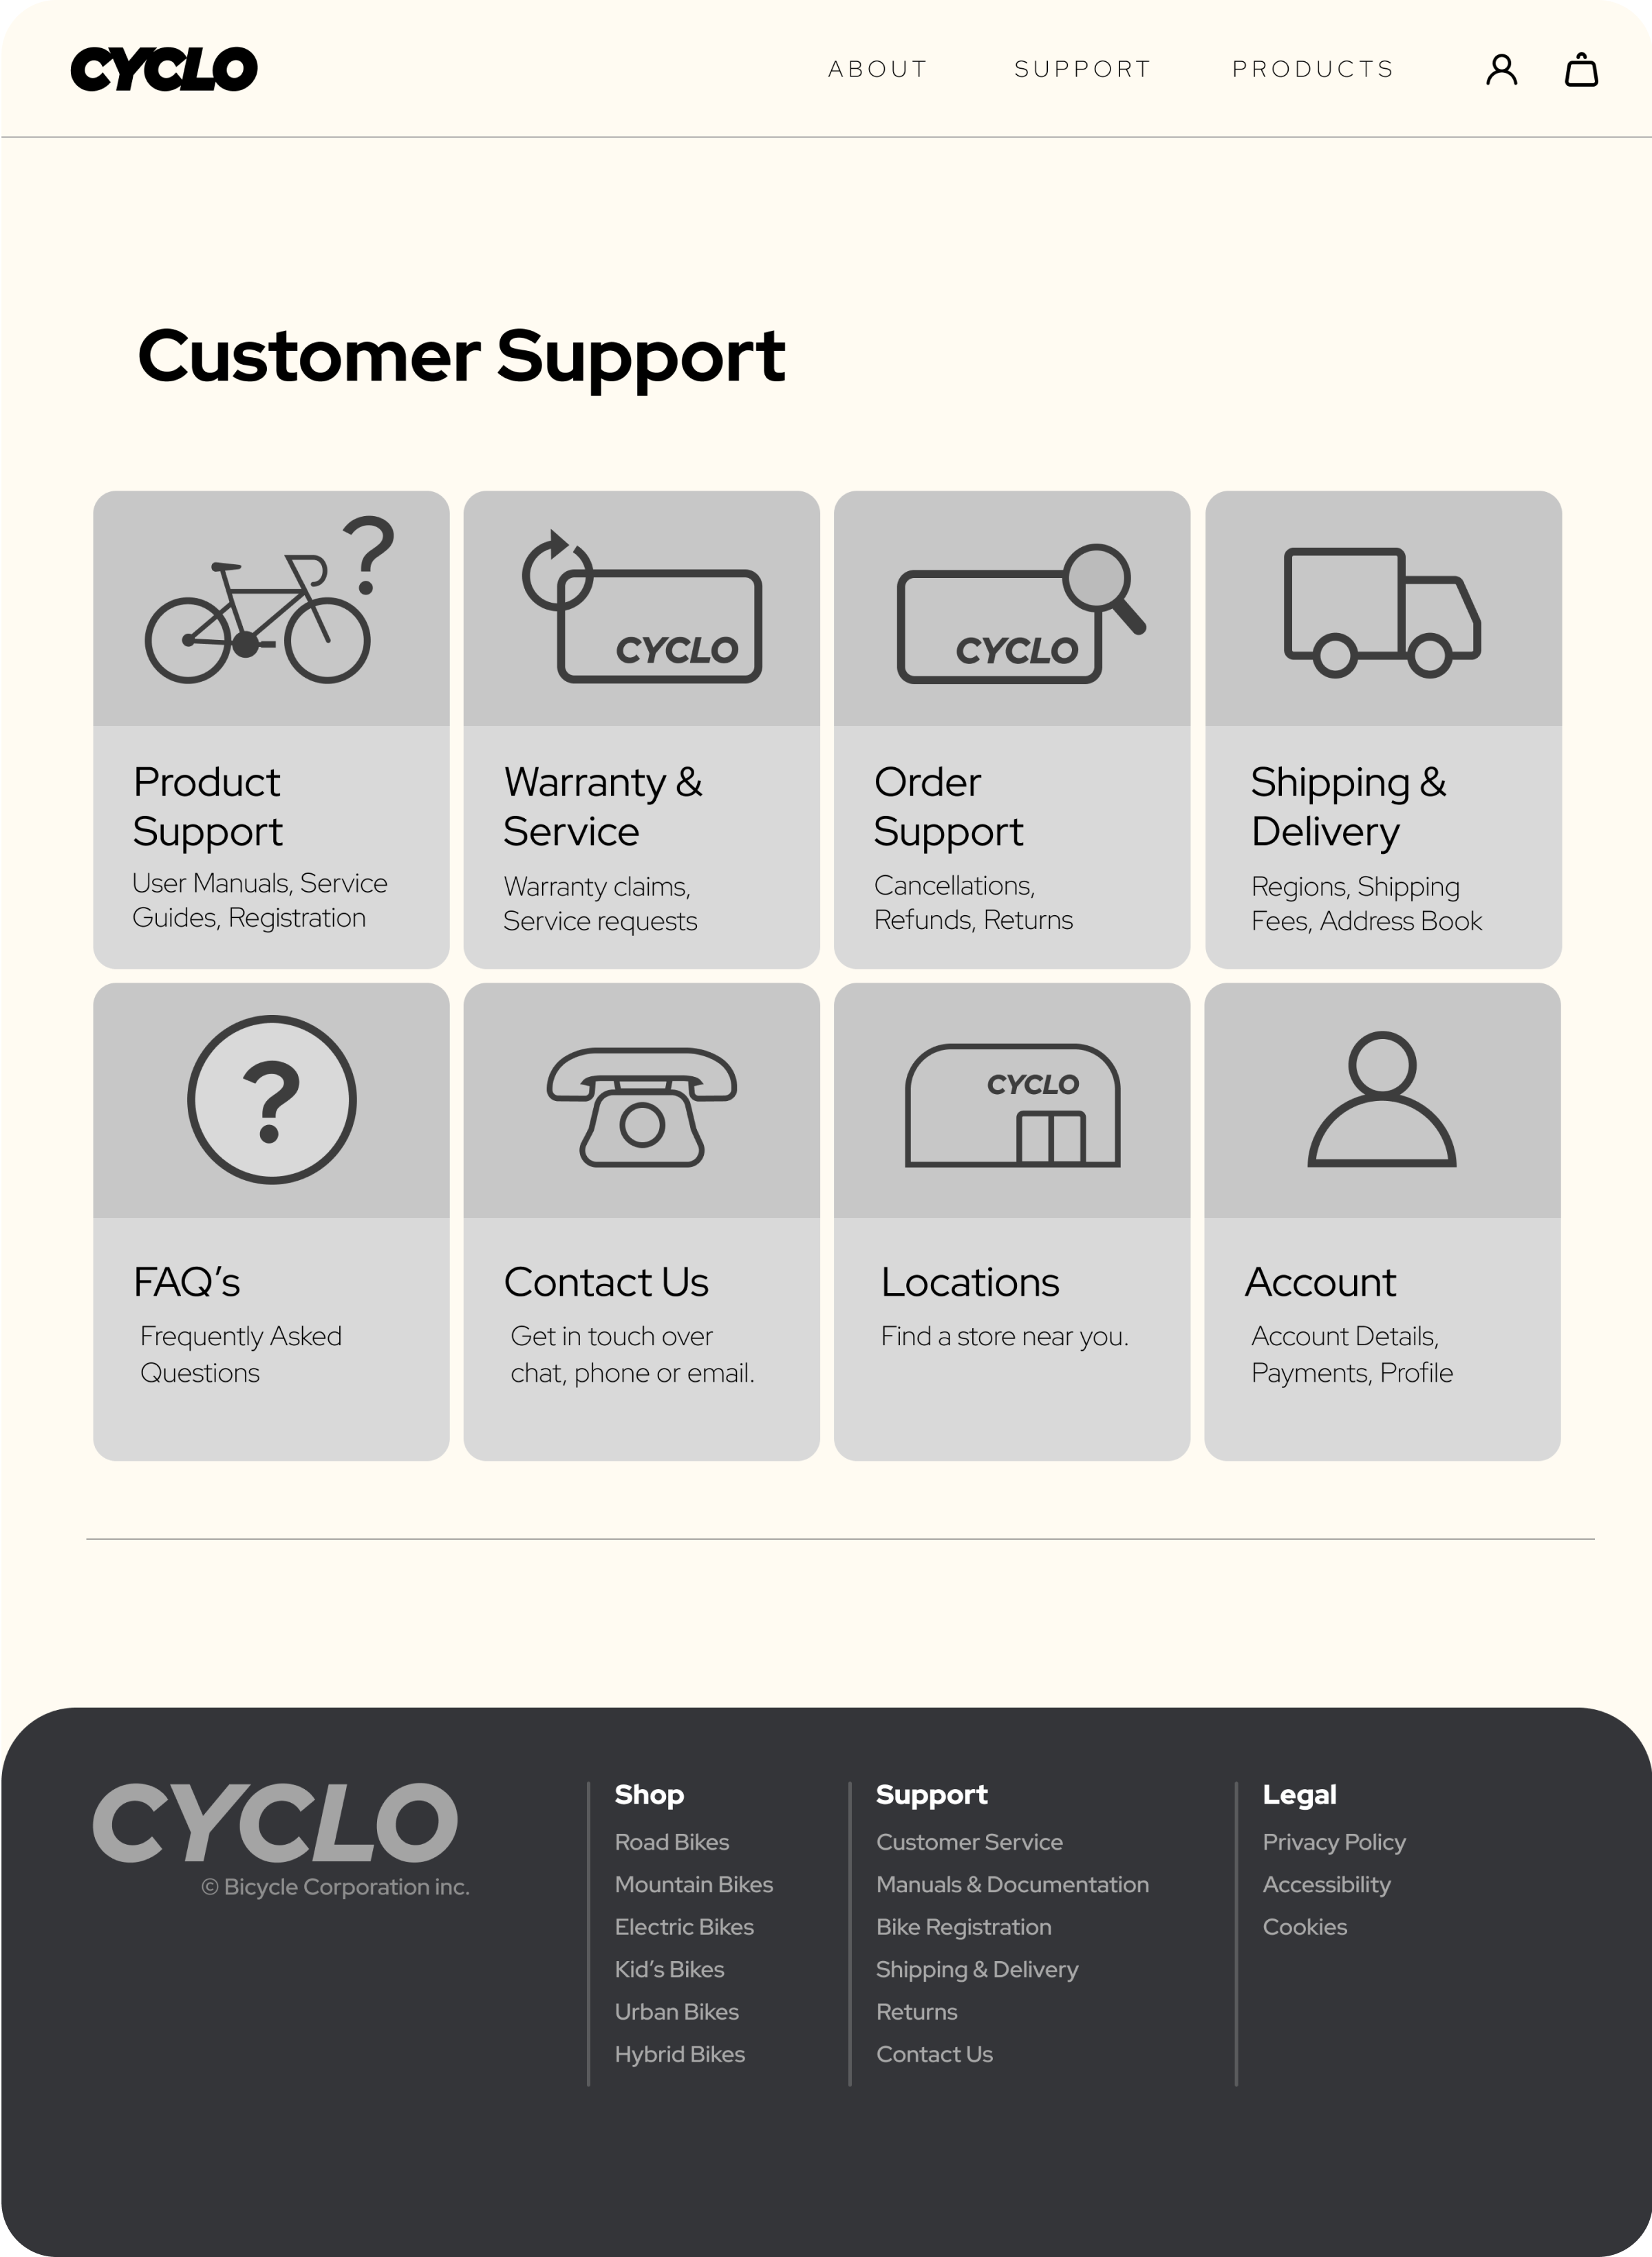 CYCLO
ABOUT
SUPPORT
PRODUCTS
Customer Support
?
CYCLO
CYCLO
Product
Support
User Manuals, Service
Guides, Registration
Warranty &
Service
Warranty claims,
Service requests
Order
Support
Cancellations,
Refunds, Returns
Shipping &
Delivery
Regions, Shipping
Fees, Address Book
?
CYCLO
FAQ’s
Frequently Asked
Questions
Contact Us
Get in touch over
chat, phone or email.
Locations
Find a store near you.
Account
Account Details,
Payments, Profile
CYCLO
© Bicycle Corporation inc.
Shop
Road Bikes
Mountain Bikes
Electric Bikes
Kid’s Bikes
Urban Bikes
Hybrid Bikes
Support
Customer Service
Manuals & Documentation
Bike Registration
Shipping & Delivery
Returns
Contact Us
Legal
Privacy Policy
Accessibility
Cookies